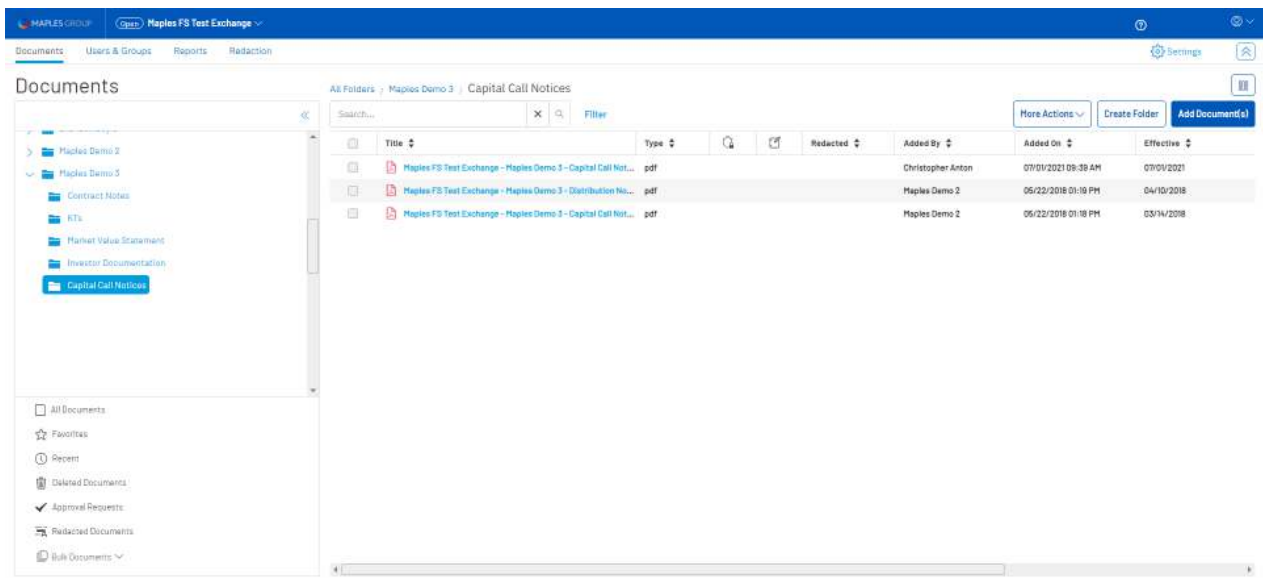 MAPLES GROUP
Open Maples FS Test Exchange
Documents Users & Groups Reports Redaction
Settings
Documents
All Folders / Maples Demo 3 / Capital Call Notices
Search...
Filter
More Actions
Create Folder
Add Document(s)
Maples Demo 2
Maples Demo 3
Contract Notes
Market Value Statement
Investor Documentation
Capital Call Notices
Title Type Redacted Added By Added On Effective
Maples FS Test Exchange - Maples Demo 3 - Capital Call Not... pdf Christopher Anton 07/01/2021 09:39 AM 07/01/2021
Maples FS Test Exchange - Maples Demo 3 - Distribution No... pdf Maples Demo 2 05/22/2018 01:19 PM 04/10/2018
Maples FS Test Exchange - Maples Demo 3 - Capital Call Not... pdf Maples Demo 2 05/22/2018 01:18 PM 03/14/2018
All Documents
Favorites
Recent
Deleted Documents
Approval Requests
Redacted Documents
Bulk Documents